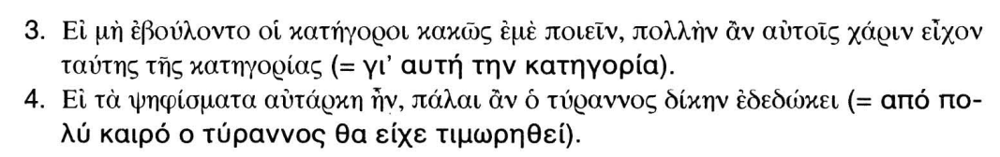 3. Εἰ μὴ ἐβούλοντο οἱ κατήγοροι κακῶς ἐμὲ ποιεῖν, πολλὴν ἂν αὐτοῖς χάριν εἶχον
ταύτης τῆς κατηγορίας (= γι' αυτή την κατηγορία).
4. Εἰ τὰ ψηφίσματα αὐτάρκη ἦν, πάλαι ἂν ὁ τύραννος δίκην ἐδεδώκει (= από πο-
λύ καιρό ο τύραννος θα είχε τιμωρηθεί).